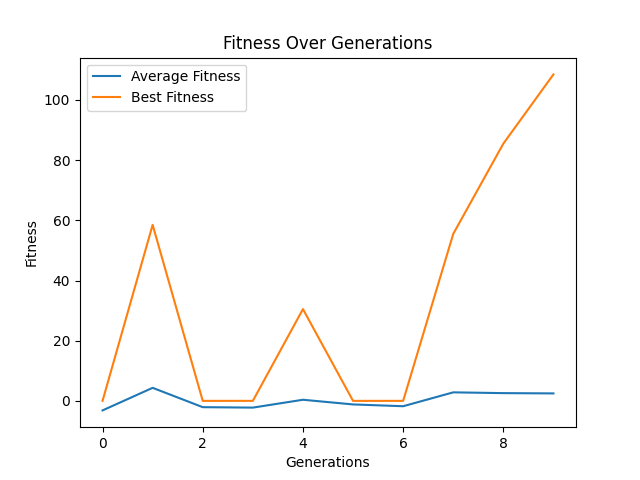 Fitness Over Generations
Average Fitness
Best Fitness
100
80
60
40
20
0
Fitness
0 2 4 6 8
Generations